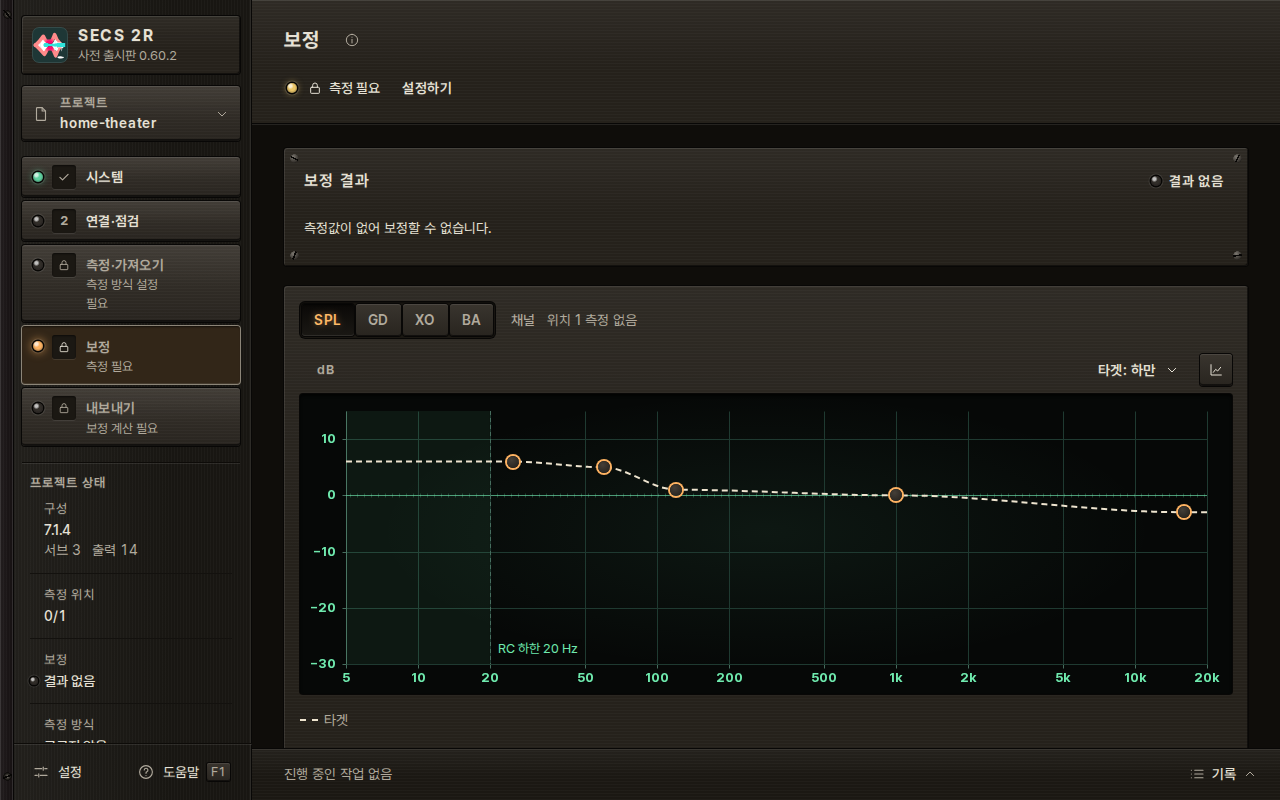 SECS 2R
사전 출시판 0.60.2
프로젝트
home-theater
시스템
2 연결·점검
측정·가져오기
측정 방식 설정
필요
보정
측정 필요
내보내기
보정 계산 필요
프로젝트 상태
구성
7.1.4
서브 3 출력 14
측정 위치
0/1
보정
결과 없음
측정 방식
설정
도움말 F1
보정
측정 필요 설정하기
보정 결과
결과 없음
측정값이 없어 보정할 수 없습니다.
SPL GD XO BA 채널 위치 1 측정 없음
dB
타겟: 하만
10
0
−10
−20
−30
RC 하한 20 Hz
5 10 20 50 100 200 500 1k 2k 5k 10k 20k
타겟
진행 중인 작업 없음
기록